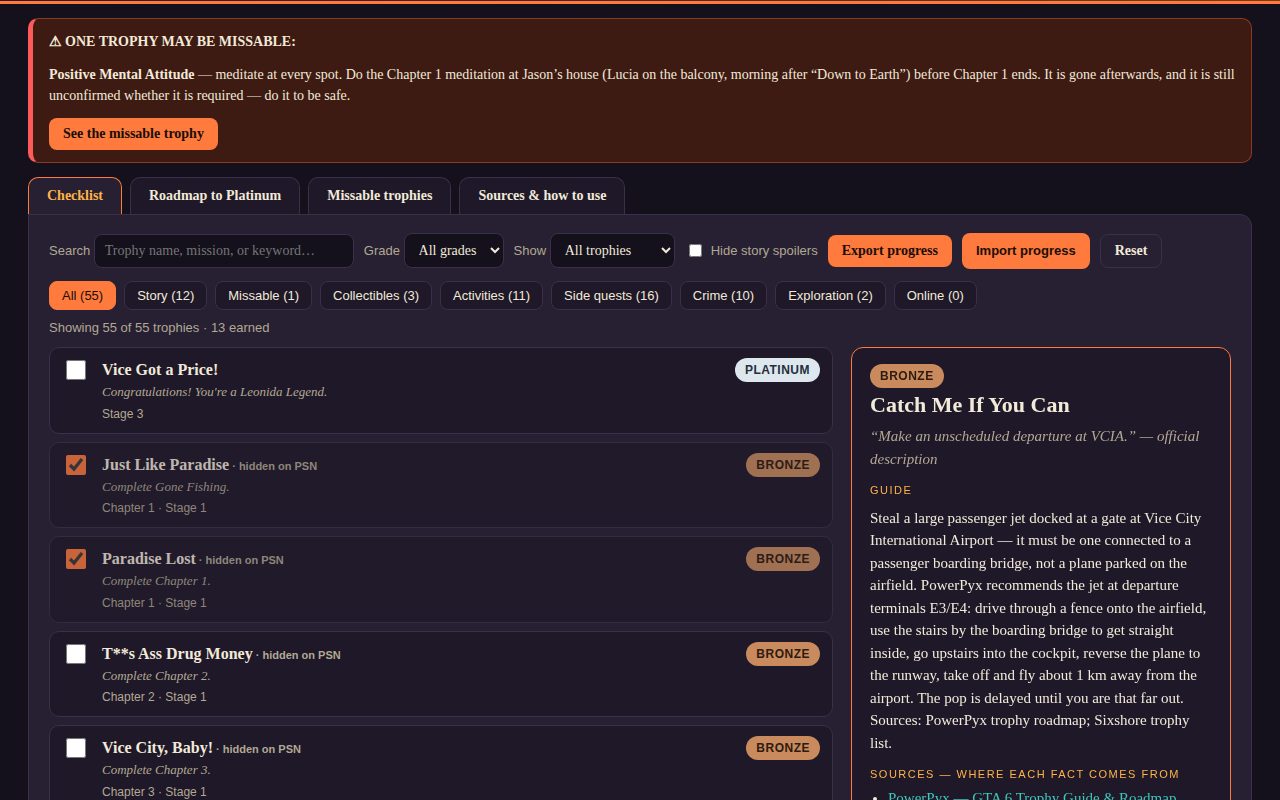 ⚠ ONE TROPHY MAY BE MISSABLE:
Positive Mental Attitude — meditate at every spot. Do the Chapter 1 meditation at Jason’s house (Lucia on the balcony, morning after “Down to Earth”) before Chapter 1 ends. It is gone afterwards, and it is still
unconfirmed whether it is required — do it to be safe.
See the missable trophy
Checklist
Roadmap to Platinum
Missable trophies
Sources & how to use
Search
Trophy name, mission, or keyword…
Grade
All grades
Show
All trophies
Hide story spoilers
Export progress
Import progress
Reset
All (55)
Story (12)
Missable (1)
Collectibles (3)
Activities (11)
Side quests (16)
Crime (10)
Exploration (2)
Online (0)
Showing 55 of 55 trophies · 13 earned
Vice Got a Price!
PLATINUM
Congratulations! You're a Leonida Legend.
Stage 3
Just Like Paradise · hidden on PSN
BRONZE
Complete Gone Fishing.
Chapter 1 · Stage 1
Paradise Lost · hidden on PSN
BRONZE
Complete Chapter 1.
Chapter 1 · Stage 1
T**s Ass Drug Money · hidden on PSN
BRONZE
Complete Chapter 2.
Chapter 2 · Stage 1
Vice City, Baby! · hidden on PSN
BRONZE
Complete Chapter 3.
Chapter 3 · Stage 1
BRONZE
Catch Me If You Can
“Make an unscheduled departure at VCIA.” — official
description
GUIDE
Steal a large passenger jet docked at a gate at Vice City
International Airport — it must be one connected to a
passenger boarding bridge, not a plane parked on the
airfield. PowerPyx recommends the jet at departure
terminals E3/E4: drive through a fence onto the airfield,
use the stairs by the boarding bridge to get straight
inside, go upstairs into the cockpit, reverse the plane to
the runway, take off and fly about 1 km away from the
airport. The pop is delayed until you are that far out.
Sources: PowerPyx trophy roadmap; Sixshore trophy
list.
SOURCES — WHERE EACH FACT COMES FROM
PowerPyx — GTA 6 Trophy Guide & Roadmap